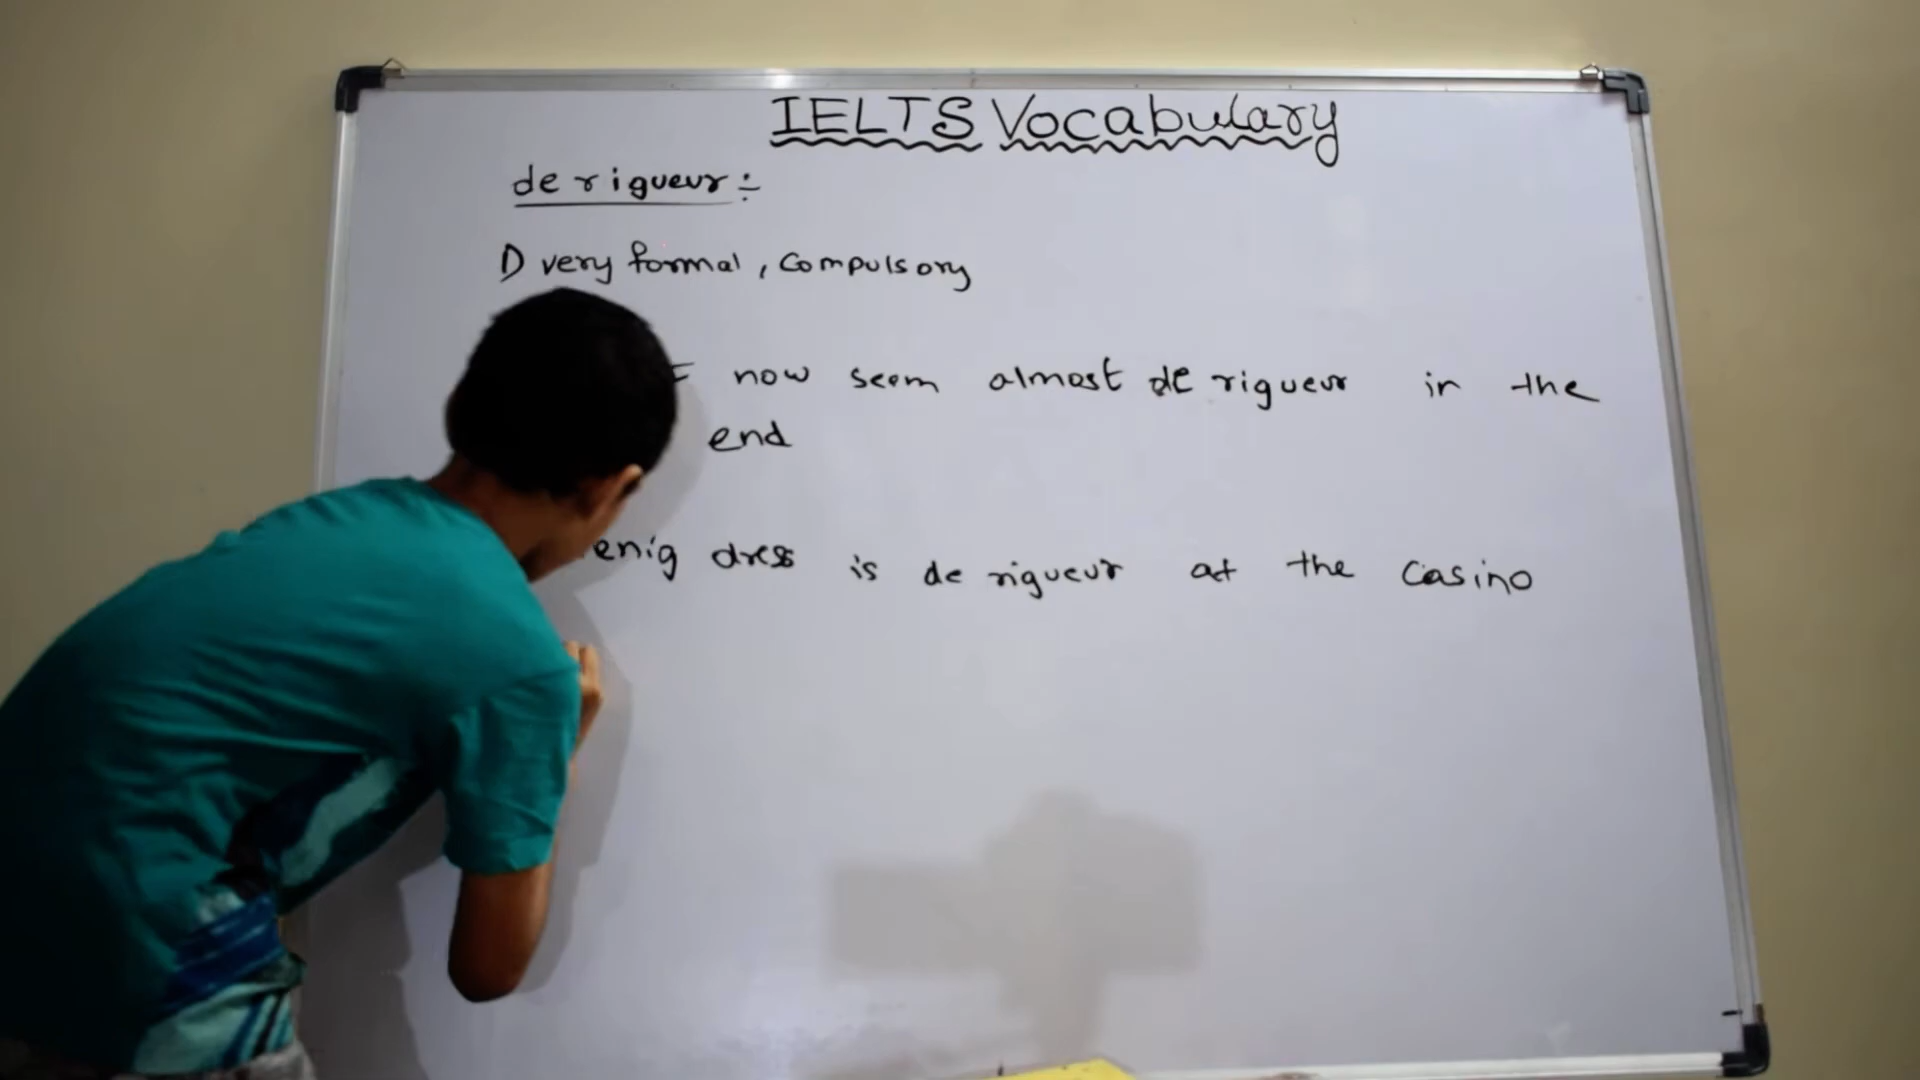 IELTS Vocabulary
de rigueur :
1) very formal, compulsory
now seem almost de rigueur in the
end
enig dress is de rigueur at the casino